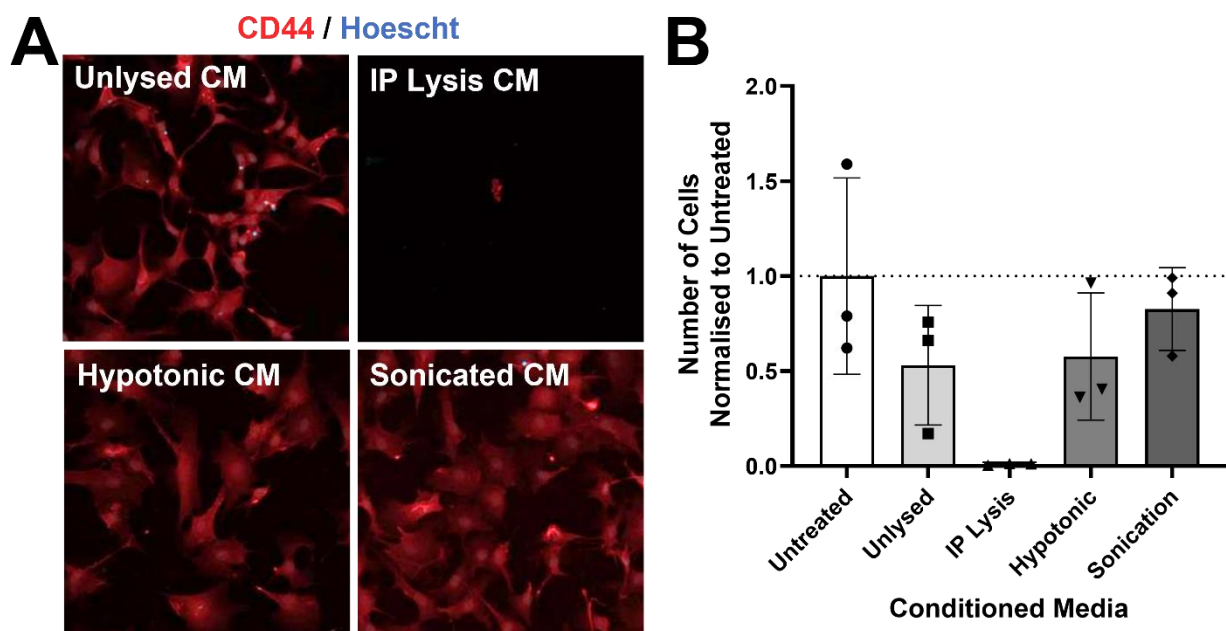 A
CD44 / Hoescht
Unlysed CM
IP Lysis CM
Hypotonic CM
Sonicated CM
B
Number of Cells
Normalised to Untreated
2.0
1.5
1.0
0.5
0.0
Untreated
Unlysed
IP Lysis
Hypotonic
Sonication
Conditioned Media